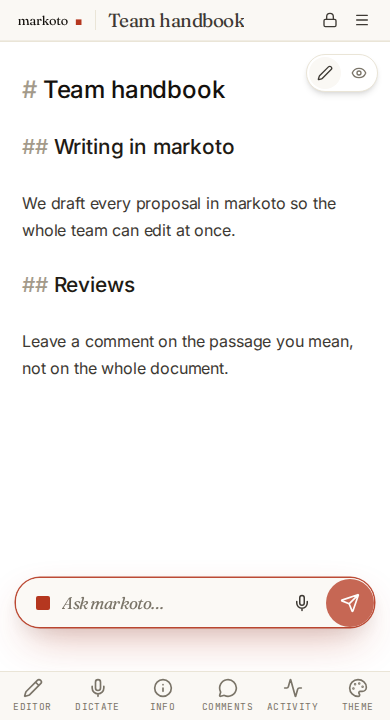 markoto
Team handbook
# Team handbook
## Writing in markoto
We draft every proposal in markoto so the
whole team can edit at once.
## Reviews
Leave a comment on the passage you mean,
not on the whole document.
Ask markoto...
EDITOR DICTATE INFO COMMENTS ACTIVITY THEME